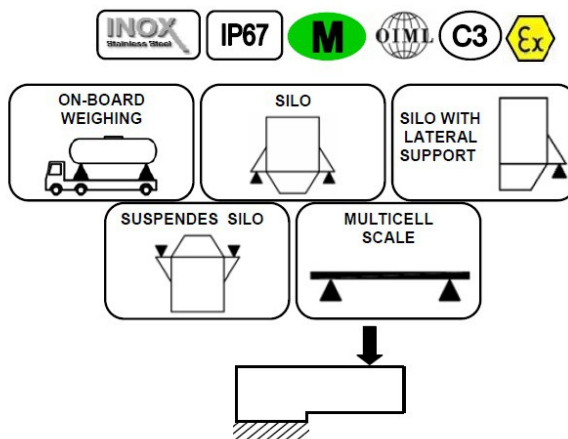 INOX
Stainless Steel
IP67
M
OIML
C3
Ex
ON-BOARD
WEIGHING
SILO
SILO WITH
LATERAL
SUPPORT
SUSPENDES SILO
MULTICELL
SCALE